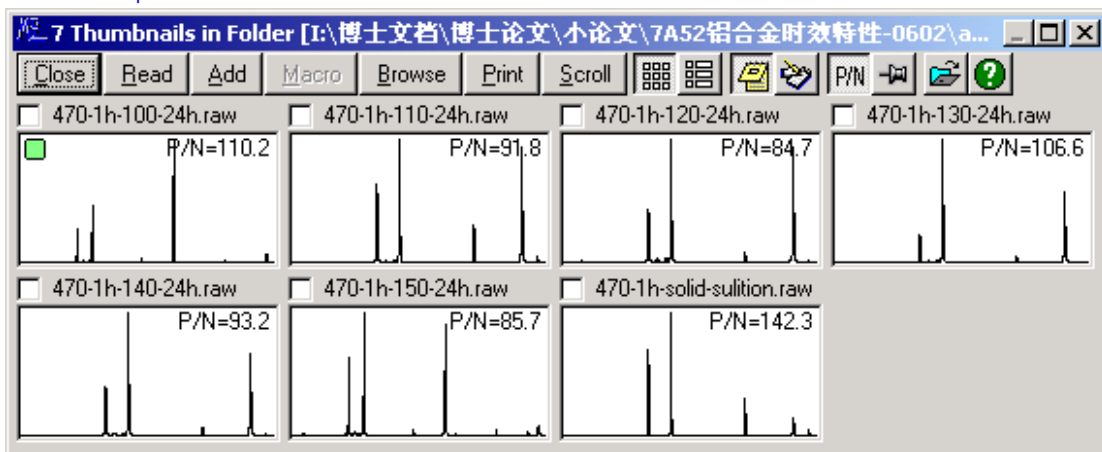 7 Thumbnails in Folder [I:\博士文档\博士论文\小论文\7A52铝合金时效特性-0602\a...
Close Read Add Macro Browse Print Scroll P/N
470-1h-100-24h.raw 470-1h-110-24h.raw 470-1h-120-24h.raw 470-1h-130-24h.raw
P/N=110.2 P/N=91.8 P/N=84.7 P/N=106.6
470-1h-140-24h.raw 470-1h-150-24h.raw 470-1h-solid-sulition.raw
P/N=93.2 P/N=85.7 P/N=142.3